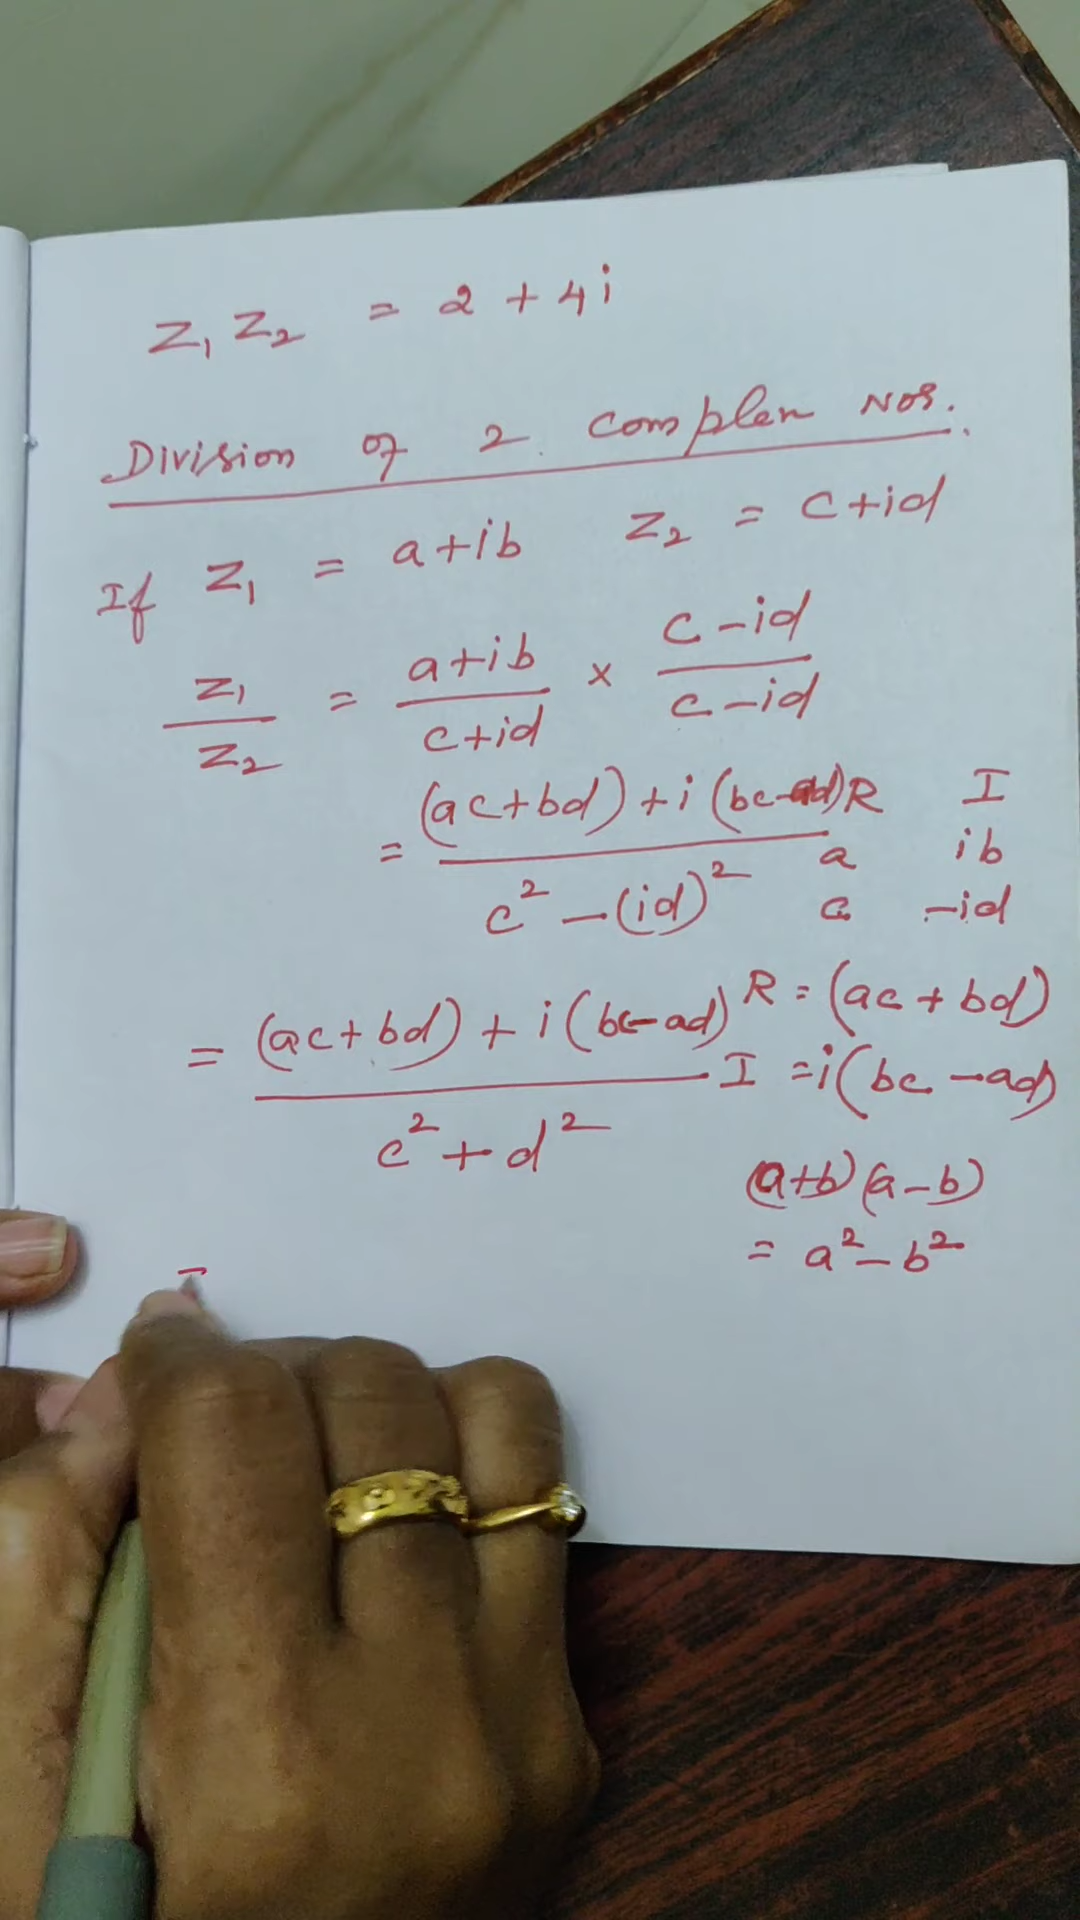 Z₁ Z₂ = 2 + 4i
Division of 2 Complex Nos.
If Z₁ = a+ib Z₂ = c+id
Z₁/Z₂ = (a+ib)/(c+id) × (c-id)/(c-id)
= ((ac+bd) + i(bc-ad))/(c² - (id)²)
R I
a ib
c -id
= ((ac+bd) + i(bc-ad))/(c² + d²)
R = (ac + bd)
I = i(bc - ad)
(a+b)(a-b)
= a² - b²